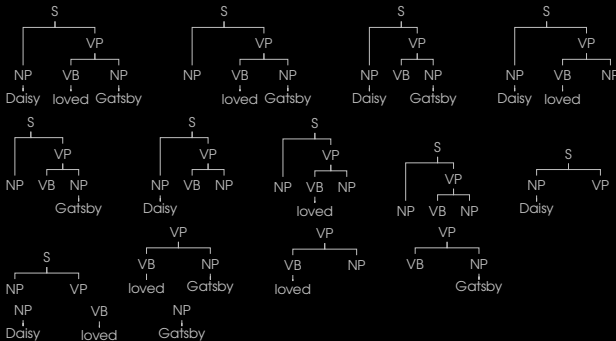 S S S S
VP VP VP VP
NP VB NP NP VB NP NP VB NP NP VB NP
Daisy loved Gatsby loved Gatsby Daisy Gatsby Daisy loved
S S S S S
VP VP VP VP
NP VB NP NP VB NP NP VB NP NP VB NP NP VP
Gatsby Daisy loved Daisy
S VP VP VP
NP VP VB NP VB NP VB NP
loved Gatsby loved Gatsby
NP VB NP
Daisy loved Gatsby